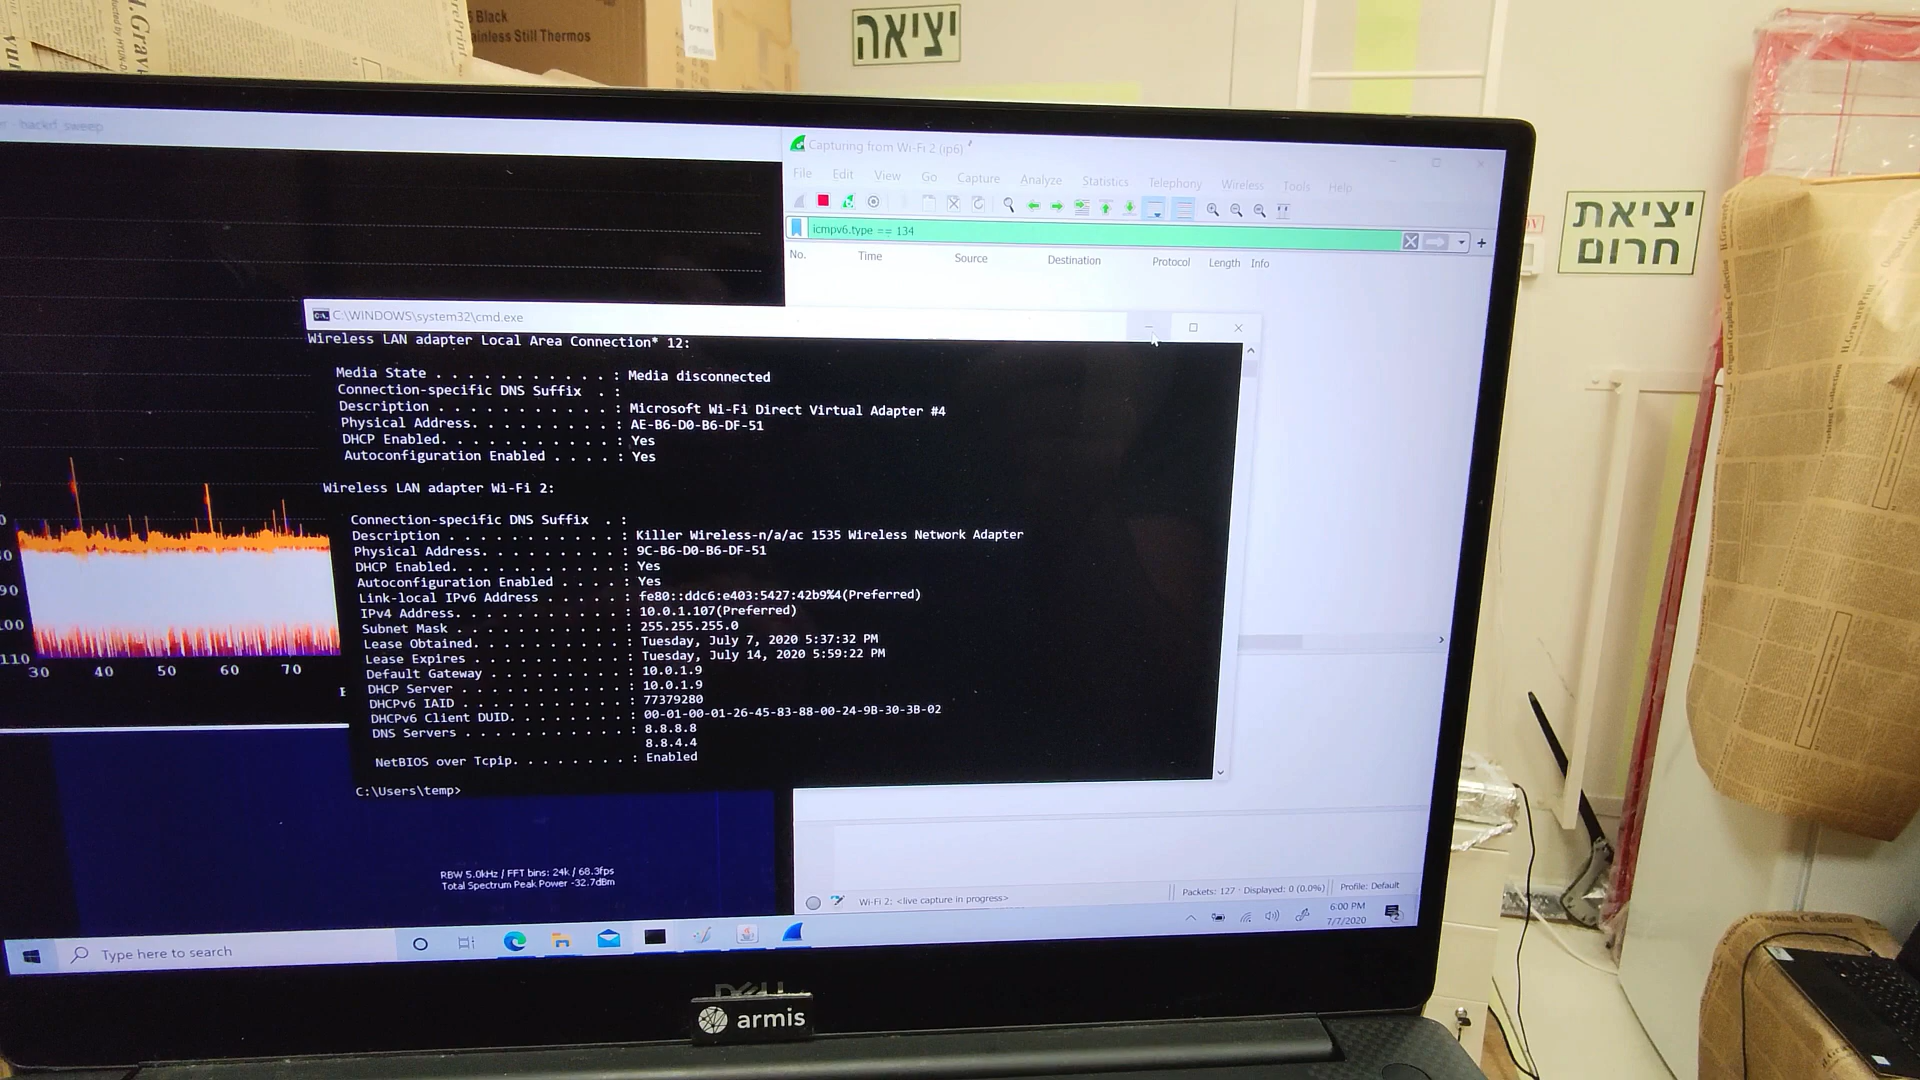 Black
inless Still Thermos
יציאה
יציאת
חרום
hackrf_sweep
Capturing from Wi-Fi 2 (ip6)
File Edit View Go Capture Analyze Statistics Telephony Wireless Tools Help
icmpv6.type == 134
No. Time Source Destination Protocol Length Info
C:\WINDOWS\system32\cmd.exe
Wireless LAN adapter Local Area Connection* 12:
Media State . . . . . . . . . . . : Media disconnected
Connection-specific DNS Suffix . :
Description . . . . . . . . . . . : Microsoft Wi-Fi Direct Virtual Adapter #4
Physical Address. . . . . . . . . : AE-B6-D0-B6-DF-51
DHCP Enabled. . . . . . . . . . . : Yes
Autoconfiguration Enabled . . . . : Yes
Wireless LAN adapter Wi-Fi 2:
Connection-specific DNS Suffix . :
Description . . . . . . . . . . . : Killer Wireless-n/a/ac 1535 Wireless Network Adapter
Physical Address. . . . . . . . . : 9C-B6-D0-B6-DF-51
DHCP Enabled. . . . . . . . . . . : Yes
Autoconfiguration Enabled . . . . : Yes
Link-local IPv6 Address . . . . . : fe80::ddc6:e403:5427:42b9%4(Preferred)
IPv4 Address. . . . . . . . . . . : 10.0.1.107(Preferred)
Subnet Mask . . . . . . . . . . . : 255.255.255.0
Lease Obtained. . . . . . . . . . : Tuesday, July 7, 2020 5:37:32 PM
Lease Expires . . . . . . . . . . : Tuesday, July 14, 2020 5:59:22 PM
Default Gateway . . . . . . . . . : 10.0.1.9
DHCP Server . . . . . . . . . . . : 10.0.1.9
DHCPv6 IAID . . . . . . . . . . . : 77379280
DHCPv6 Client DUID. . . . . . . . : 00-01-00-01-26-45-83-88-00-24-9B-30-3B-02
DNS Servers . . . . . . . . . . . : 8.8.8.8
8.8.4.4
NetBIOS over Tcpip. . . . . . . . : Enabled
C:\Users\temp>
90
100
110
30 40 50 60 70
RBW 5.0kHz / FFT bins: 24k / 68.3fps
Total Spectrum Peak Power -32.7dBm
Wi-Fi 2: <live capture in progress>
Packets: 127 · Displayed: 0 (0.0%)
Profile: Default
Type here to search
6:00 PM
7/7/2020
DELL
armis